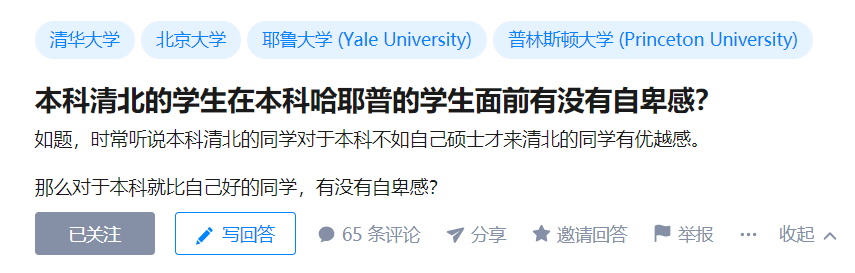 清华大学 北京大学 耶鲁大学 (Yale University) 普林斯顿大学 (Princeton University)
本科清北的学生在本科哈耶普的学生面前有没有自卑感？
如题，时常听说本科清北的同学对于本科不如自己硕士才来清北的同学有优越感。
那么对于本科就比自己好的同学，有没有自卑感？
已关注 写回答 65 条评论 分享 邀请回答 举报 ··· 收起